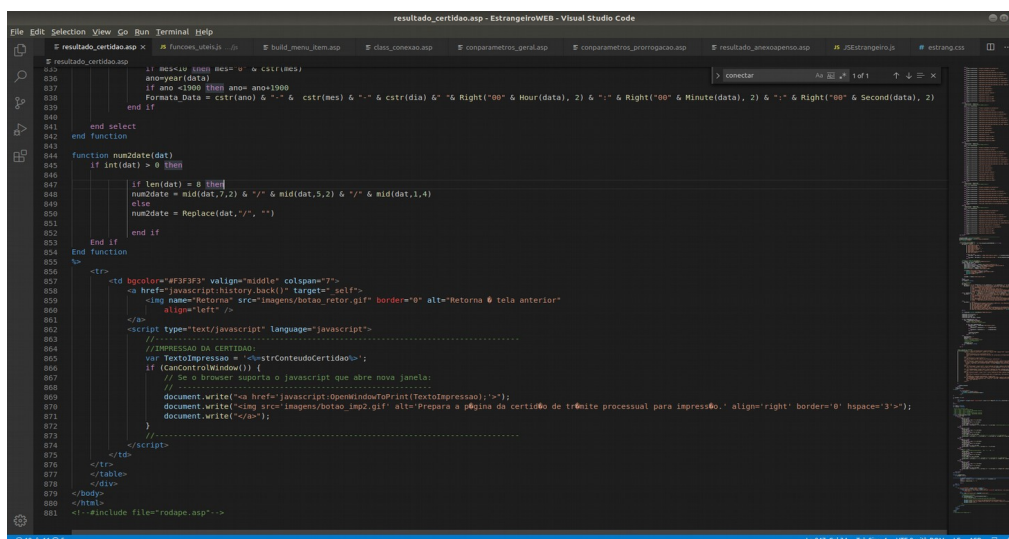 resultado_certidao.asp - EstrangeiroWEB - Visual Studio Code
File Edit Selection View Go Run Terminal Help
resultado_certidao.asp × JS funcoes_uteis.js .../js build_menu_item.asp class_conexao.asp conparametros_geral.asp conparametros_prorrogacao.asp resultado_anexoapenso.asp JS JSEstrangeiro.js # estrang.css
resultado_certidao.asp
> conectar Aa 1 of 1
835 if mes<10 then mes="0" & cstr(mes)
836 ano=year(data)
837 if ano <1900 then ano= ano+1900
838 Formata_Data = cstr(ano) & "-" & cstr(mes) & "-" & cstr(dia) &" "& Right("00" & Hour(data), 2) & ":" & Right("00" & Minute(data), 2) & ":" & Right("00" & Second(data), 2)
839 end if
840
841 end select
842 end function
843
844 function num2date(dat)
845 if int(dat) > 0 then
846
847 if len(dat) = 8 then
848 num2date = mid(dat,7,2) & "/" & mid(dat,5,2) & "/" & mid(dat,1,4)
849 else
850 num2date = Replace(dat,"/", "")
851
852 end if
853 End if
854 End function
855 %>
856 <tr>
857 <td bgcolor="#F3F3F3" valign="middle" colspan="7">
858 <a href="javascript:history.back()" target="_self">
859 <img name="Retorna" src="imagens/botao_retor.gif" border="0" alt="Retorna � tela anterior"
860 align="left" />
861 </a>
862 <script type="text/javascript" language="javascript">
863 //----------------------------------------------------------------------------------
864 //IMPRESSAO DA CERTIDAO:
865 var TextoImpressao = '<%=strConteudoCertidao%>';
866 if (CanControlWindow()) {
867 // Se o browser suporta o javascript que abre nova janela:
868 // ----------------------------------------------------------
869 document.write("<a href='javascript:OpenWindowToPrint(TextoImpressao);'>");
870 document.write("<img src='imagens/botao_imp2.gif' alt='Prepara a p�gina da certid�o de tr�mite processual para impress�o.' align='right' border='0' hspace='3'>");
871 document.write("</a>");
872 }
873 //----------------------------------------------------------------------------------
874 </script>
875 </td>
876 </tr>
877 </table>
878 </div>
879 </body>
880 </html>
881 <!--#include file="rodape.asp"-->